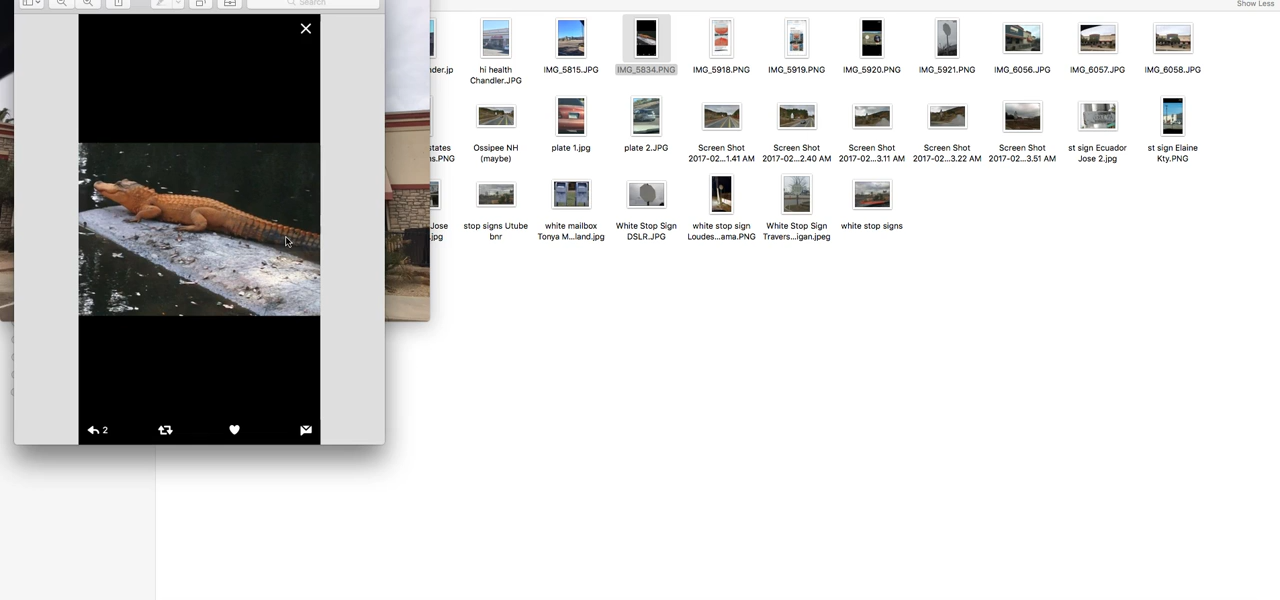 Show Less
Search
nder.jp
hi health
Chandler.JPG
IMG_5815.JPG
IMG_5834.PNG
IMG_5918.PNG
IMG_5919.PNG
IMG_5920.PNG
IMG_5921.PNG
IMG_6056.JPG
IMG_6057.JPG
IMG_6058.JPG
states
ns.PNG
Ossipee NH
(maybe)
plate 1.jpg
plate 2.JPG
Screen Shot
2017-02...1.41 AM
Screen Shot
2017-02...2.40 AM
Screen Shot
2017-02...3.11 AM
Screen Shot
2017-02...3.22 AM
Screen Shot
2017-02...3.51 AM
st sign Ecuador
Jose 2.jpg
st sign Elaine
Kty.PNG
Jose
.jpg
stop signs Utube
bnr
white mailbox
Tonya M...land.jpg
White Stop Sign
DSLR.JPG
white stop sign
Loudes...ama.PNG
White Stop Sign
Travers...igan.jpeg
white stop signs
2